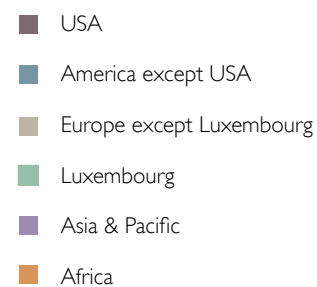 USA
America except USA
Europe except Luxembourg
Luxembourg
Asia & Pacific
Africa